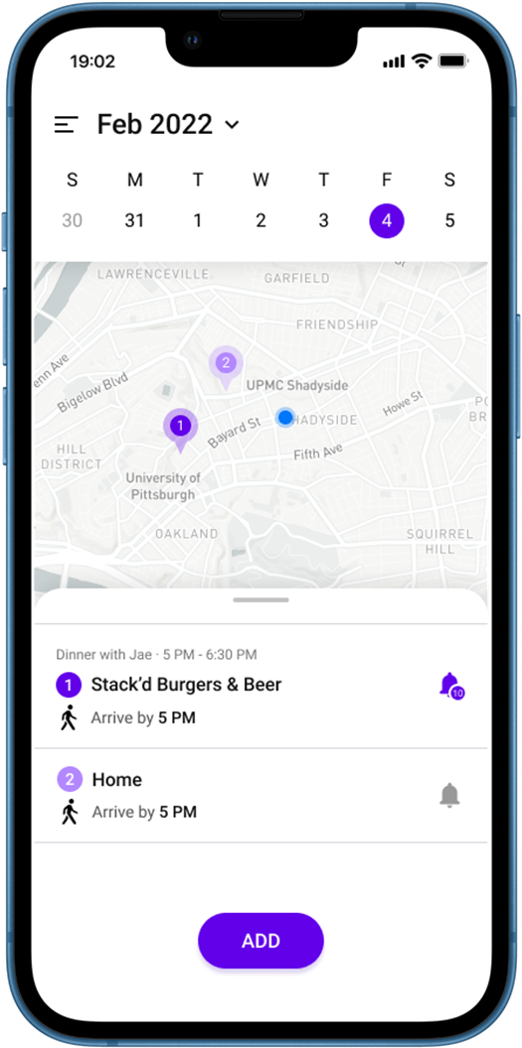 19:02
Feb 2022
S M T W T F S
30 31 1 2 3 4 5
LAWRENCEVILLE
GARFIELD
FRIENDSHIP
enn Ave
Bigelow Blvd
2
UPMC Shadyside
Howe St
PO
BR
1
Bayard St
HADYSIDE
HILL
DISTRICT
Fifth Ave
University of
Pittsburgh
OAKLAND
SQUIRREL
HILL
Dinner with Jae · 5 PM - 6:30 PM
1 Stack’d Burgers & Beer
10
Arrive by 5 PM
2 Home
Arrive by 5 PM
ADD